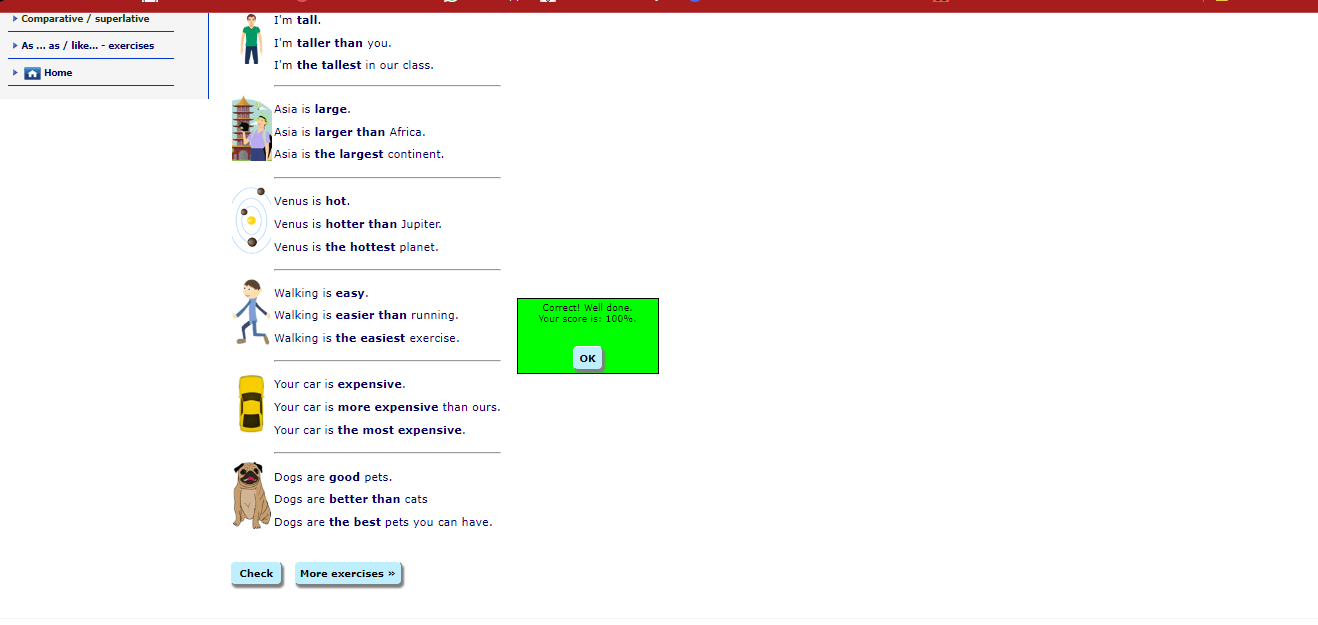 Comparative / superlative
As ... as / like... - exercises
Home
I'm tall.
I'm taller than you.
I'm the tallest in our class.
Asia is large.
Asia is larger than Africa.
Asia is the largest continent.
Venus is hot.
Venus is hotter than Jupiter.
Venus is the hottest planet.
Walking is easy.
Walking is easier than running.
Walking is the easiest exercise.
Your car is expensive.
Your car is more expensive than ours.
Your car is the most expensive.
Dogs are good pets.
Dogs are better than cats
Dogs are the best pets you can have.
Correct! Well done.
Your score is: 100%.
OK
Check
More exercises »